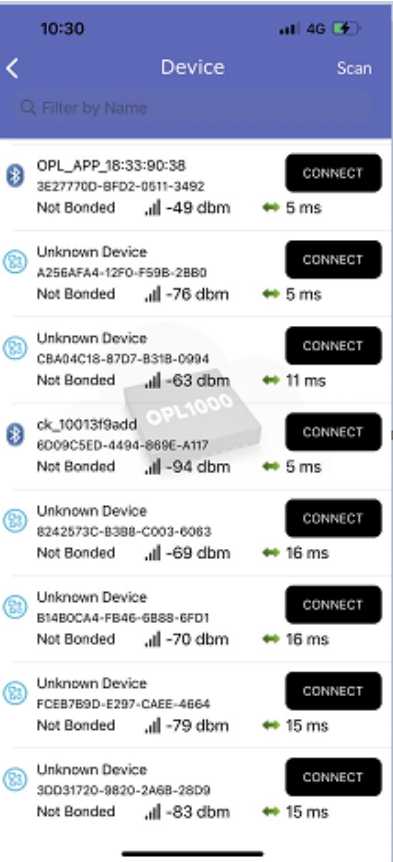 10:30
4G
Device
Scan
Filter by Name
OPL_APP_18:33:90:38
CONNECT
3E27770D-BFD2-0511-3492
Not Bonded
-49 dbm
5 ms
Unknown Device
CONNECT
A256AFA4-12F0-F59B-2BB0
Not Bonded
-76 dbm
5 ms
Unknown Device
CONNECT
CBA04C18-87D7-B31B-0994
Not Bonded
-63 dbm
11 ms
OPL1000
ck_10013f9add
CONNECT
6D09C5ED-4494-869E-A117
Not Bonded
-94 dbm
5 ms
Unknown Device
CONNECT
8242573C-B3B8-C003-6063
Not Bonded
-69 dbm
16 ms
Unknown Device
CONNECT
B14B0CA4-FB46-6B88-6FD1
Not Bonded
-70 dbm
16 ms
Unknown Device
CONNECT
FCEB7B9D-E297-CAEE-4664
Not Bonded
-79 dbm
15 ms
Unknown Device
CONNECT
3DD31720-9820-2A6B-28D9
Not Bonded
-83 dbm
15 ms